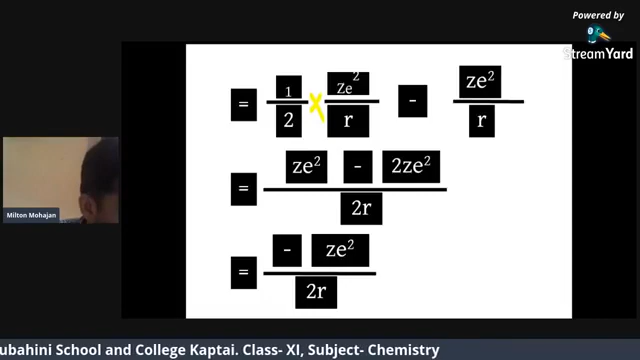 Powered by
StreamYard
= 1/2 × ze²/r - ze²/r
= ze² - 2ze² / 2r
= - ze² / 2r
Milton Mohajan
ubahini School and College Kaptai. Class- XI, Subject- Chemistry